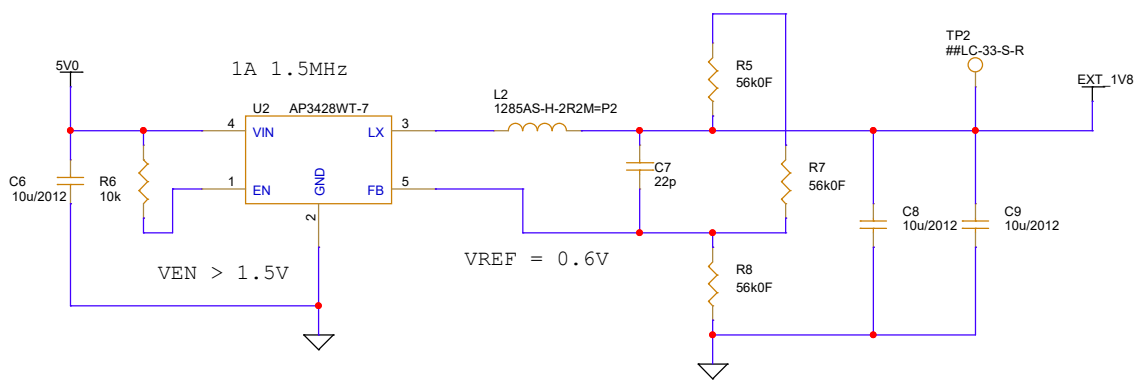 TP2
##LC-33-S-R
5V0
1A 1.5MHz
R5
56k0F
EXT_1V8
L2
1285AS-H-2R2M=P2
U2
AP3428WT-7
4
VIN
LX
3
C6
10u/2012
R6
10k
1
EN
GND
2
FB
5
C7
22p
R7
56k0F
C8
10u/2012
C9
10u/2012
VEN > 1.5V
VREF = 0.6V
R8
56k0F